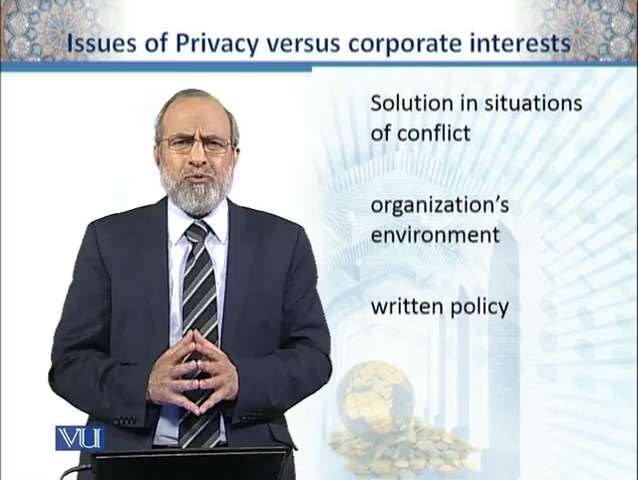 Issues of Privacy versus corporate interests
Solution in situations
of conflict
organization's
environment
written policy
VU